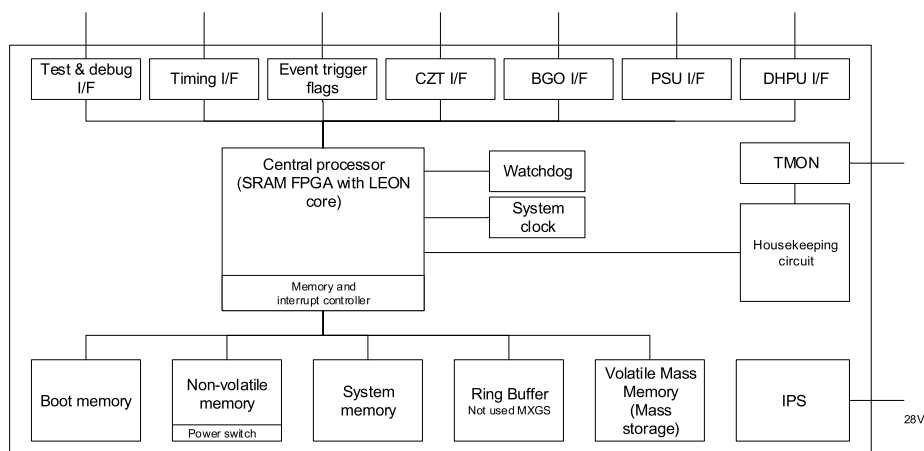 Test & debug
I/F
Timing I/F
Event trigger
flags
CZT I/F
BGO I/F
PSU I/F
DHPU I/F
Central processor
(SRAM FPGA with LEON
core)
Watchdog
System
clock
TMON
Housekeeping
circuit
Memory and
interrupt controller
Boot memory
Non-volatile
memory
Power switch
System
memory
Ring Buffer
Not used MXGS
Volatile Mass
Memory
(Mass
storage)
IPS
28V